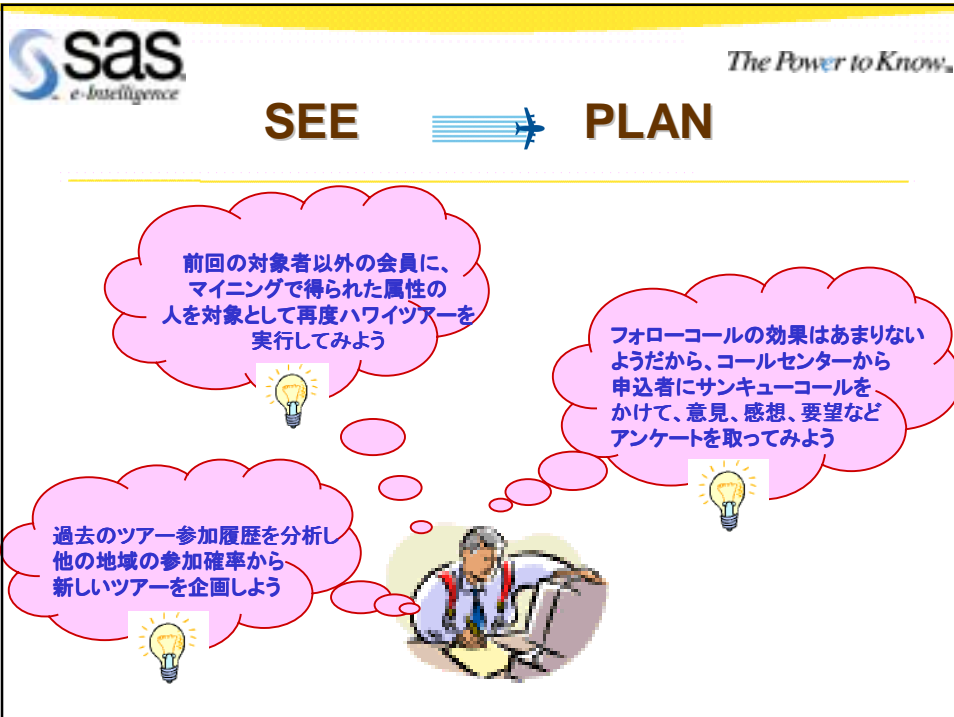 sas
e-Intelligence
The Power to Know™
SEE PLAN
前回の対象者以外の会員に、
マイニングで得られた属性の
人を対象として再度ハワイツアーを
実行してみよう
フォローコールの効果はあまりない
ようだから、コールセンターから
申込者にサンキューコールを
かけて、意見、感想、要望など
アンケートを取ってみよう
過去のツアー参加履歴を分析し
他の地域の参加確率から
新しいツアーを企画しよう